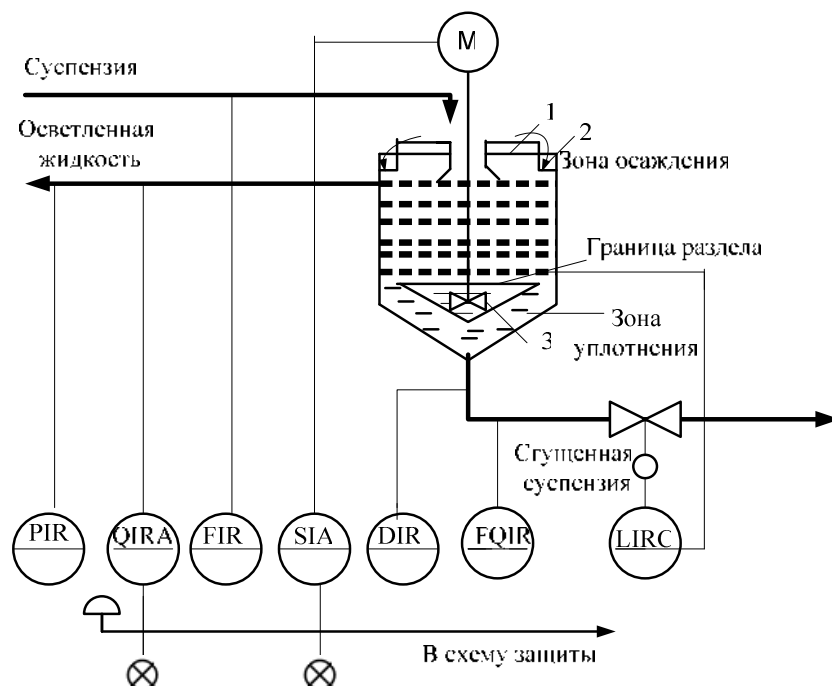 M
Суспензия
1
Осветленная
жидкость
2
Зона осаждения
Граница раздела
Зона
уплотнения
3
Сгущенная
суспензия
PIR
QIRA
FIR
SIA
DIR
FQIR
LIRC
В схему защиты